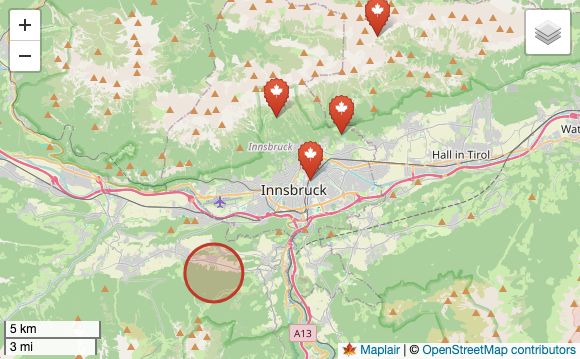 +
−
Innsbruck
Hall in Tirol
Wat
Innsbruck
A13
5 km
3 mi
Maplair | © OpenStreetMap contributors